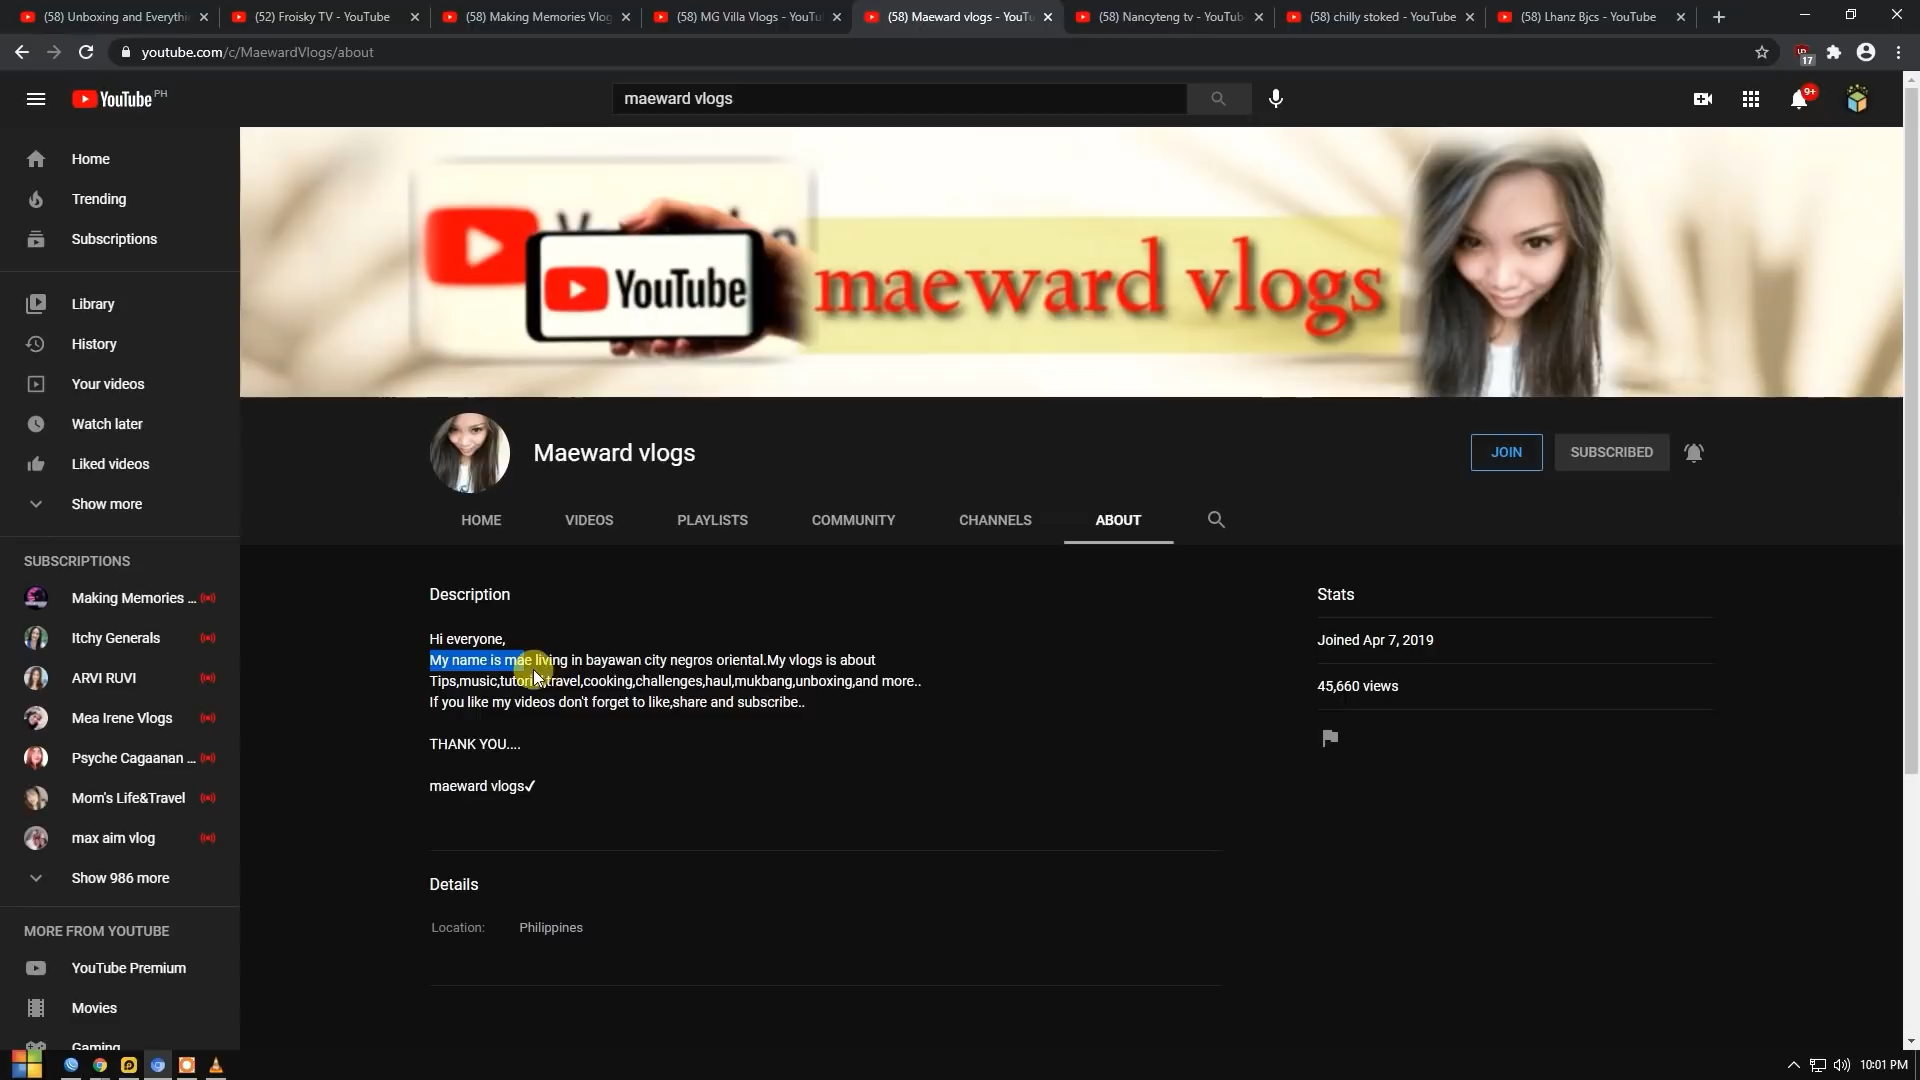 (58) Unboxing and Everythi
(52) Froisky TV - YouTube
(58) Making Memories Vlog
(58) MG Villa Vlogs - YouTu
(58) Maeward vlogs - YouTu
(58) Nancyteng tv - YouTub
(58) chilly stoked - YouTube
(58) Lhanz Bjcs - YouTube
youtube.com/c/MaewardVlogs/about
17
YouTube PH
maeward vlogs
9+
Home
Trending
Subscriptions
Library
History
Your videos
Watch later
Liked videos
Show more
SUBSCRIPTIONS
Making Memories ...
Itchy Generals
ARVI RUVI
Mea Irene Vlogs
Psyche Cagaanan ...
Mom's Life&Travel
max aim vlog
Show 986 more
MORE FROM YOUTUBE
YouTube Premium
Movies
Gaming
YouTube
maeward vlogs
Maeward vlogs
JOIN
SUBSCRIBED
HOME
VIDEOS
PLAYLISTS
COMMUNITY
CHANNELS
ABOUT
Description
Hi everyone,
My name is mae living in bayawan city negros oriental.My vlogs is about
travel,cooking,challenges,haul,mukbang,unboxing,and more..
If you like my videos don't forget to like,share and subscribe..
THANK YOU....
maeward vlogs✓
Details
Location:
Philippines
Stats
Joined Apr 7, 2019
45,660 views
10:01 PM